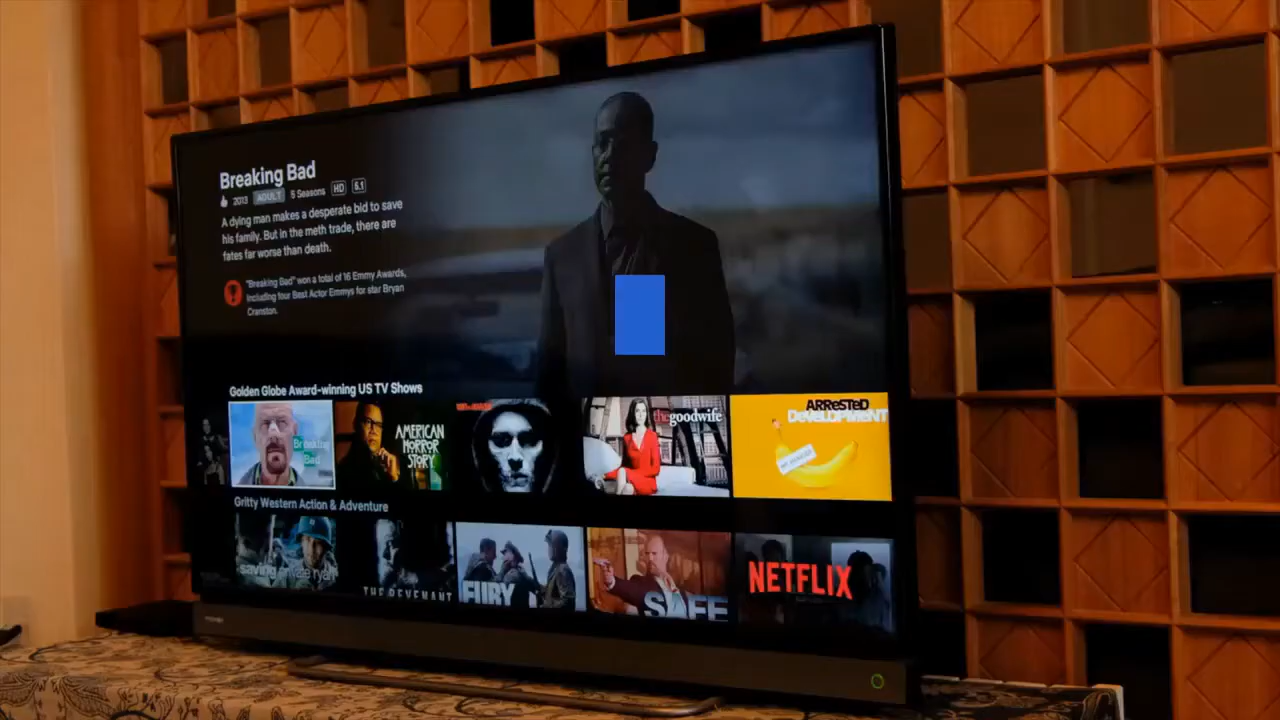 Breaking Bad
2013 ADULT 5 Seasons HD 5.1
A dying man makes a desperate bid to save
his family. But in the meth trade, there are
fates far worse than death.
"Breaking Bad" won a total of 16 Emmy Awards,
including four Best Actor Emmys for star Bryan
Cranston.
Golden Globe Award-winning US TV Shows
Breaking
Bad
AMERICAN
HORROR
STORY
thegoodwife
ARReSTeD
DeveLOPMENT
Gritty Western Action & Adventure
saving private ryan
THE REVENANT
FURY
SAFE
NETFLIX